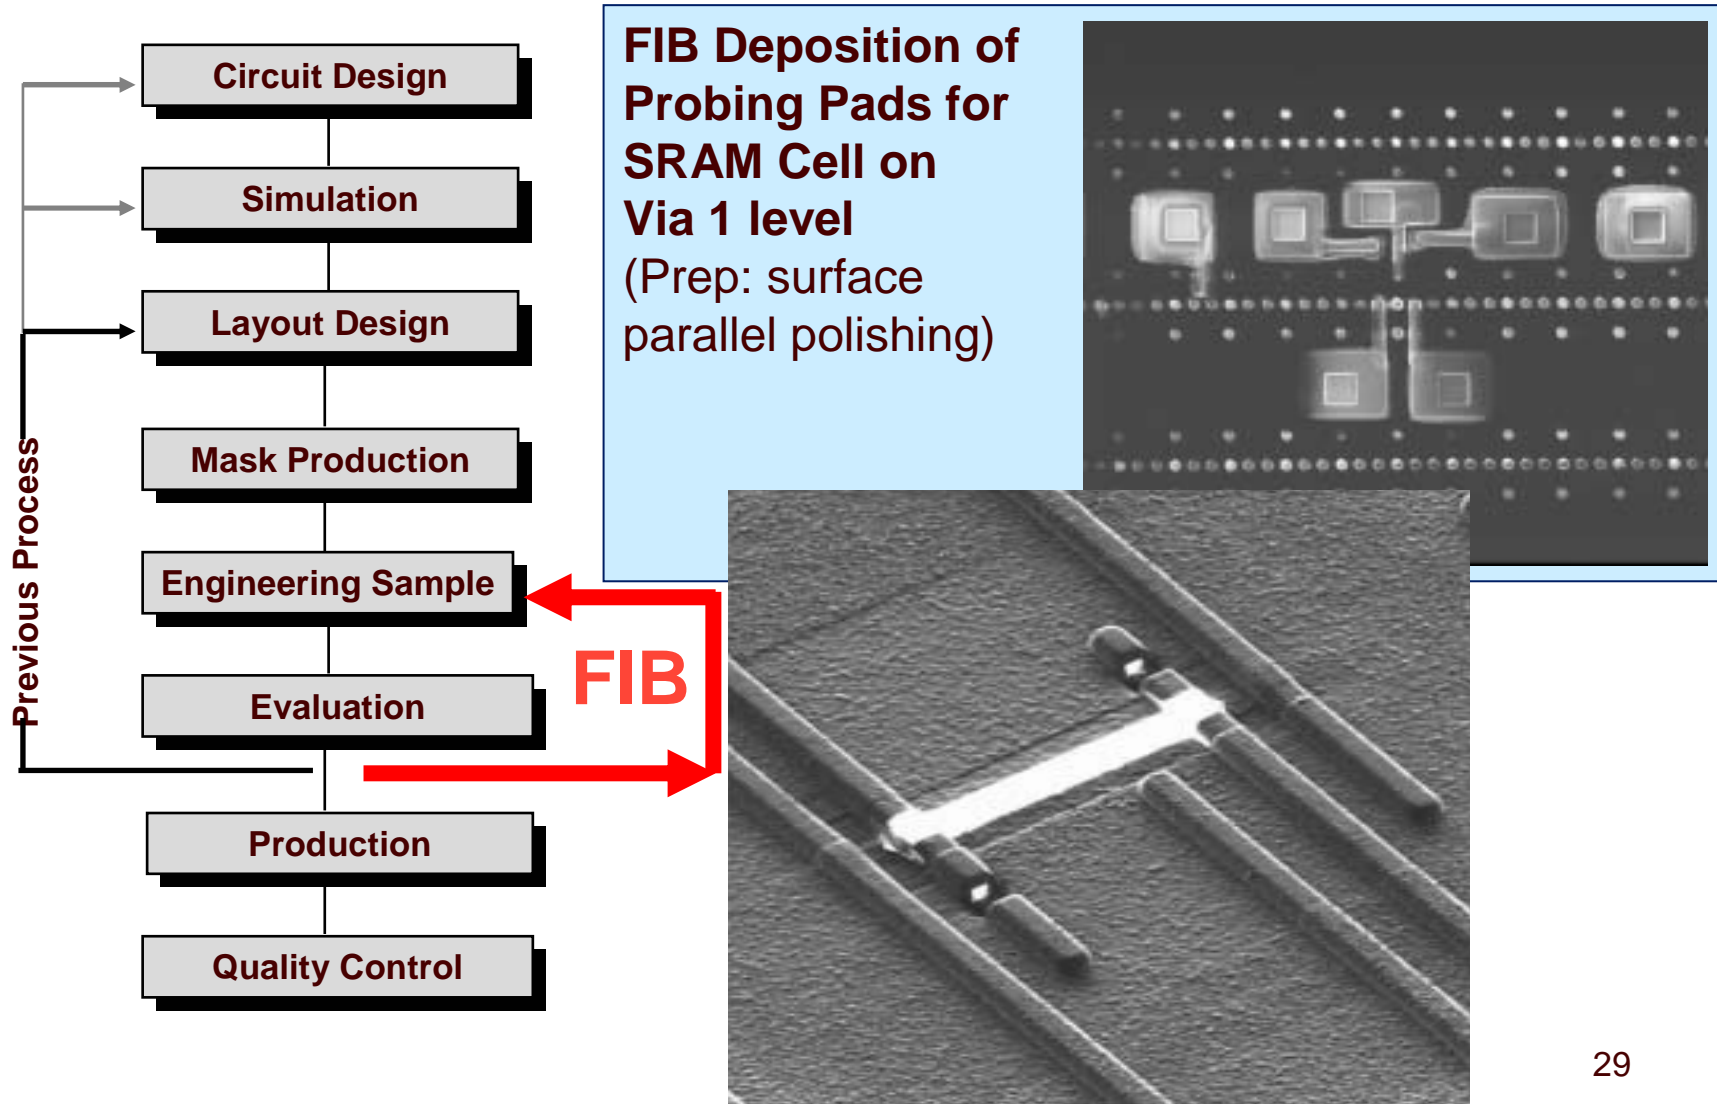 Circuit Design
Simulation
Layout Design
Mask Production
Engineering Sample
Evaluation
Production
Quality Control
Previous Process
FIB
FIB Deposition of
Probing Pads for
SRAM Cell on
Via 1 level
(Prep: surface
parallel polishing)
29